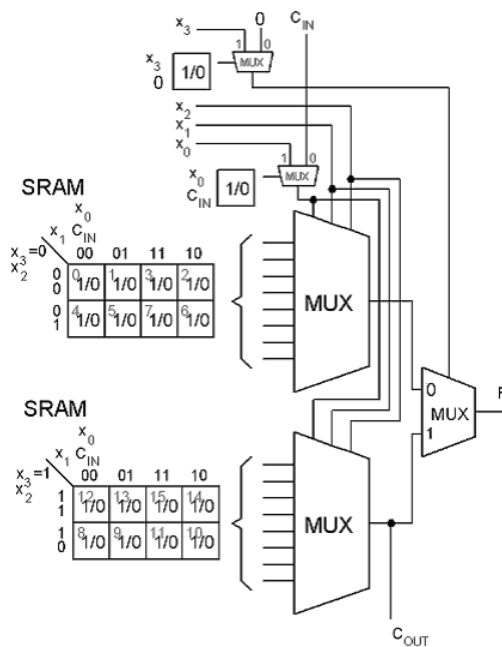 x3 0 CIN
1 0
MUX
x3
0 1/0
x2
x1
x0
1 0
MUX
x0
CIN 1/0
SRAM
x0
x1 CIN
x3=0
x2 00 01 11 10
0 0 0 1/0 1 1/0 3 1/0 2 1/0
0 1 4 1/0 5 1/0 7 1/0 6 1/0
MUX
0
MUX F
1
SRAM
x0
x1 CIN
x3=1
x2 00 01 11 10
1 1 12 1/0 13 1/0 15 1/0 14 1/0
1 0 8 1/0 9 1/0 11 1/0 10 1/0
MUX
COUT